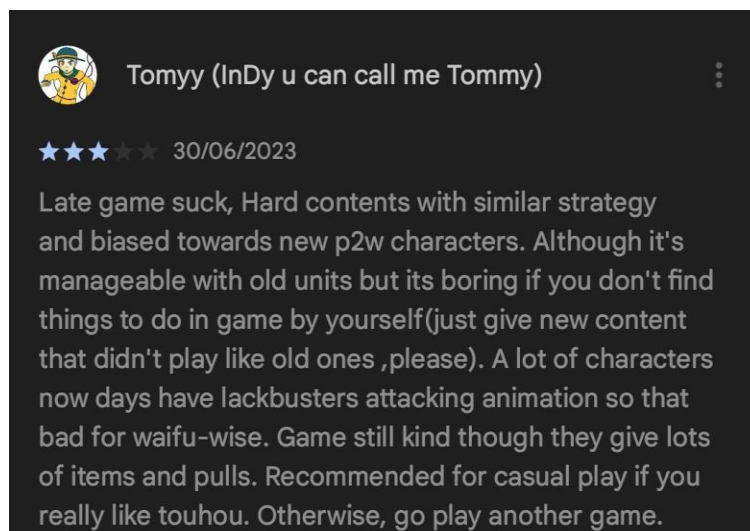 Tomyy (InDy u can call me Tommy)
30/06/2023
Late game suck, Hard contents with similar strategy
and biased towards new p2w characters. Although it's
manageable with old units but its boring if you don't find
things to do in game by yourself(just give new content
that didn't play like old ones ,please). A lot of characters
now days have lackbusters attacking animation so that
bad for waifu-wise. Game still kind though they give lots
of items and pulls. Recommended for casual play if you
really like touhou. Otherwise, go play another game.